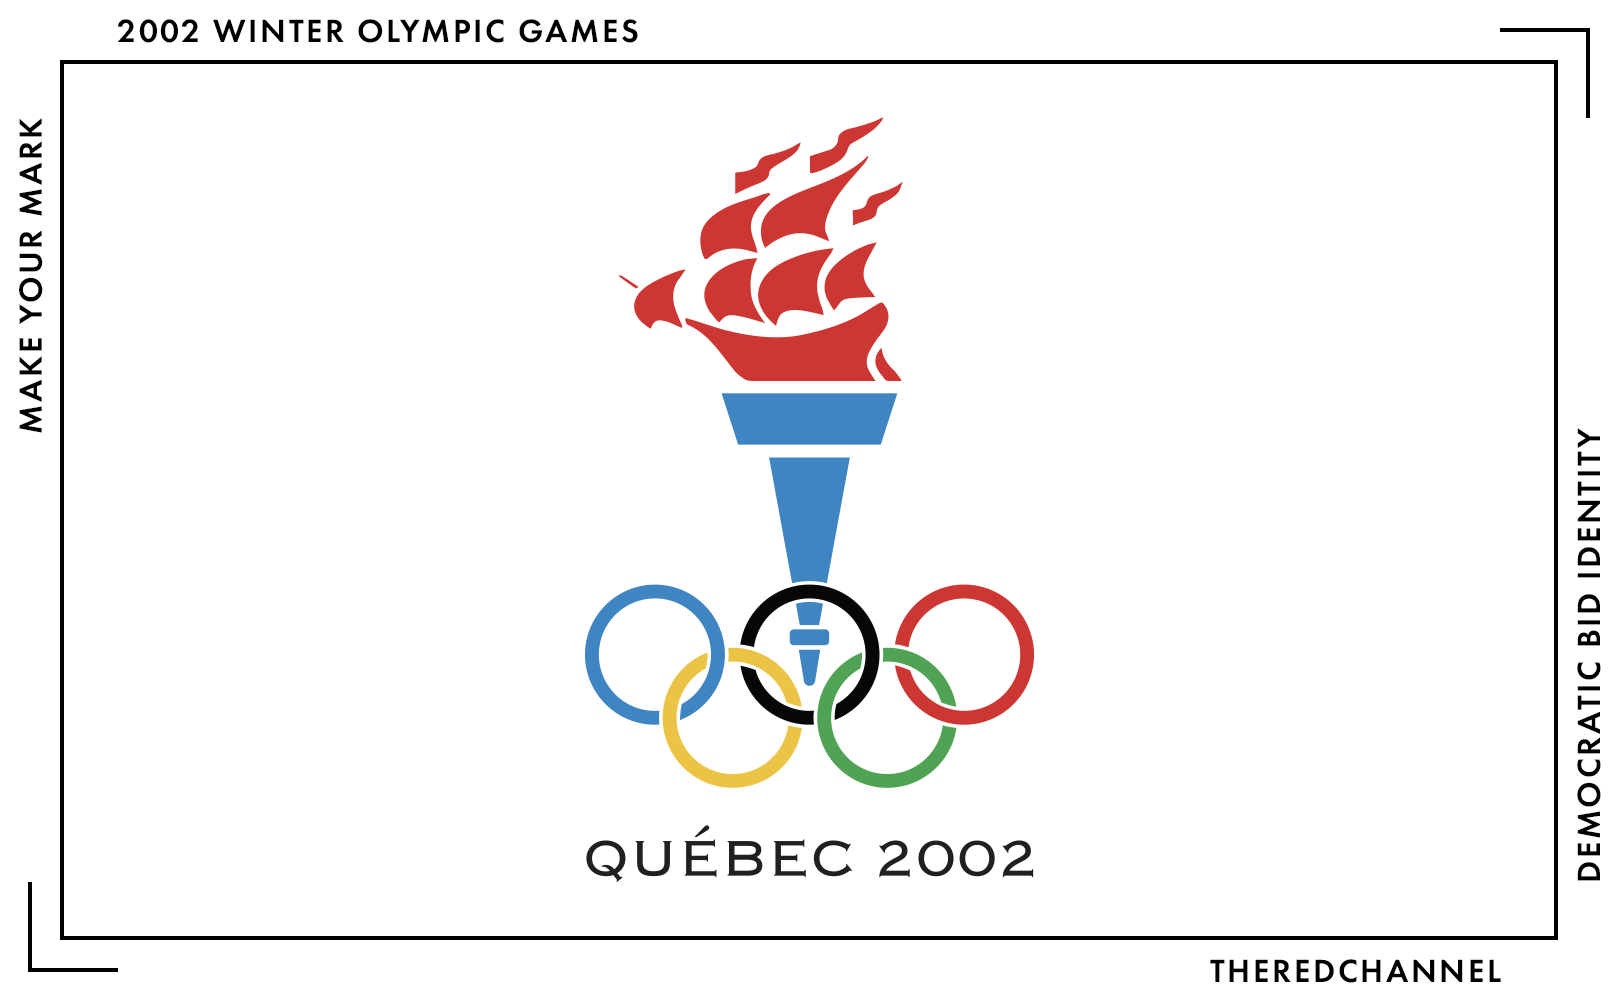 2002 WINTER OLYMPIC GAMES
MAKE YOUR MARK
QUÉBEC 2002
DEMOCRATIC BID IDENTITY
THEREDCHANNEL